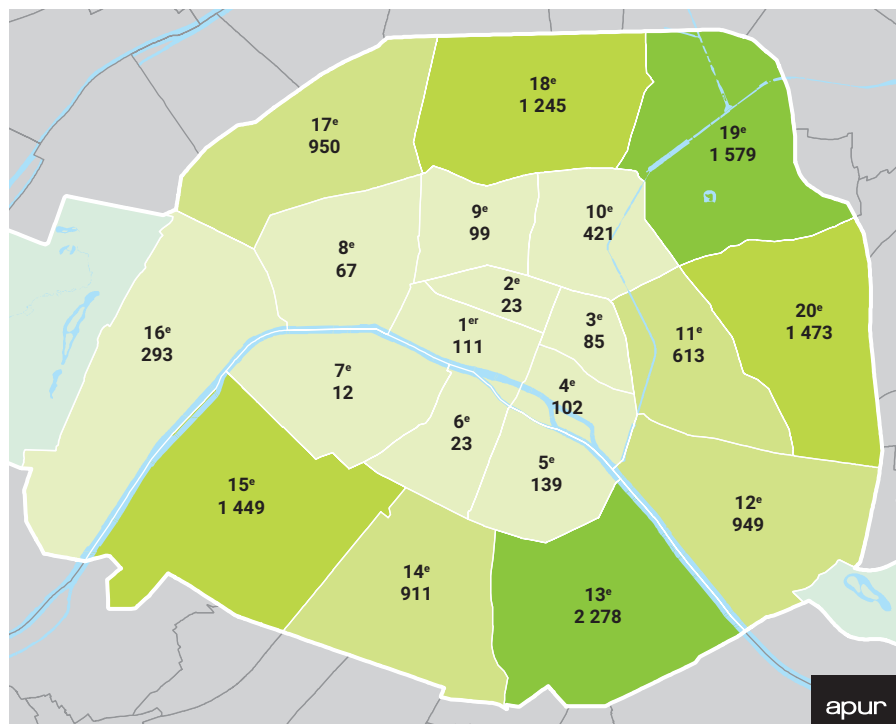 18ᵉ
1 245
17ᵉ
950
19ᵉ
1 579
9ᵉ
99
10ᵉ
421
8ᵉ
67
2ᵉ
23
20ᵉ
1 473
1ᵉʳ
111
3ᵉ
85
11ᵉ
613
16ᵉ
293
7ᵉ
12
4ᵉ
102
6ᵉ
23
5ᵉ
139
15ᵉ
1 449
12ᵉ
949
14ᵉ
911
13ᵉ
2 278
apur